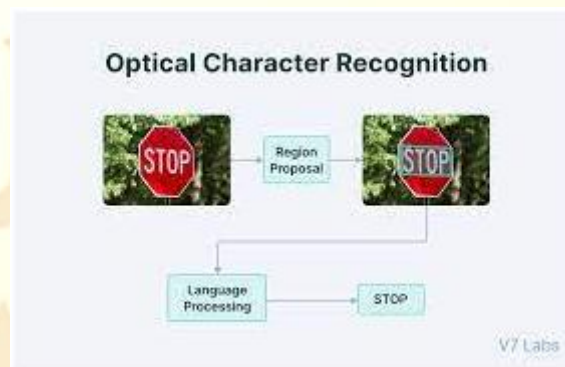 Optical Character Recognition
STOP
Region
Proposal
STOP
Language
Processing
STOP
V7 Labs